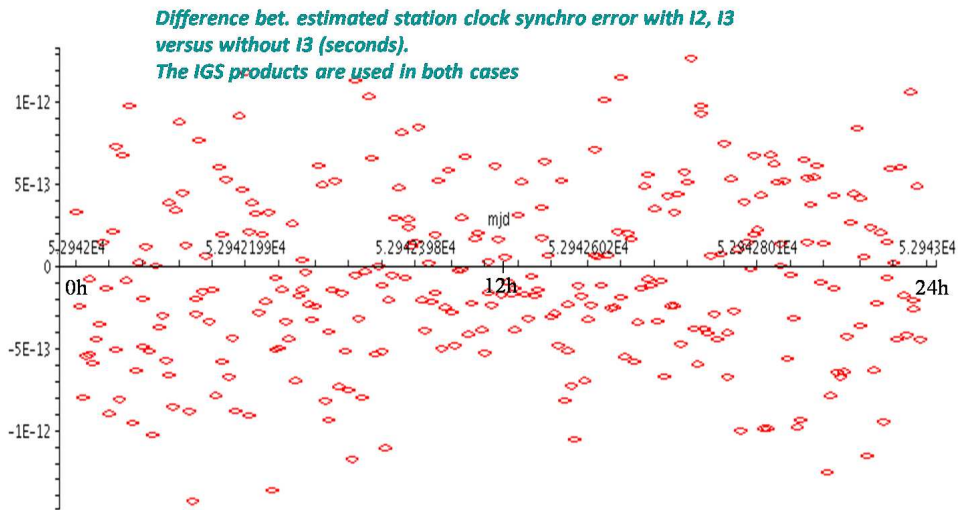 Difference bet. estimated station clock synchro error with I2, I3
versus without I3 (seconds).
The IGS products are used in both cases
1E-12
5E-13
mjd
5.2942E4 5.2942199E4 5.2942398E4 5.2942602E4 5.2942801E4 5.2943E4
0
0h 12h 24h
-5E-13
-1E-12